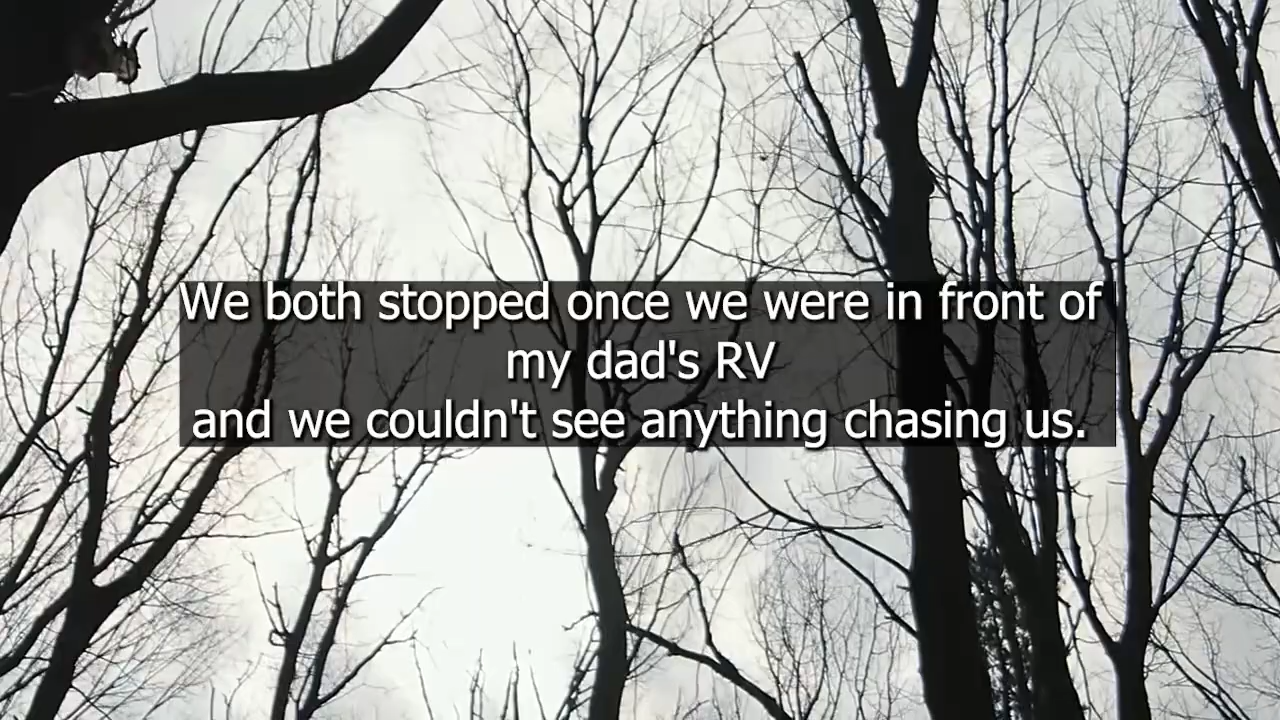 We both stopped once we were in front of
my dad's RV
and we couldn't see anything chasing us.